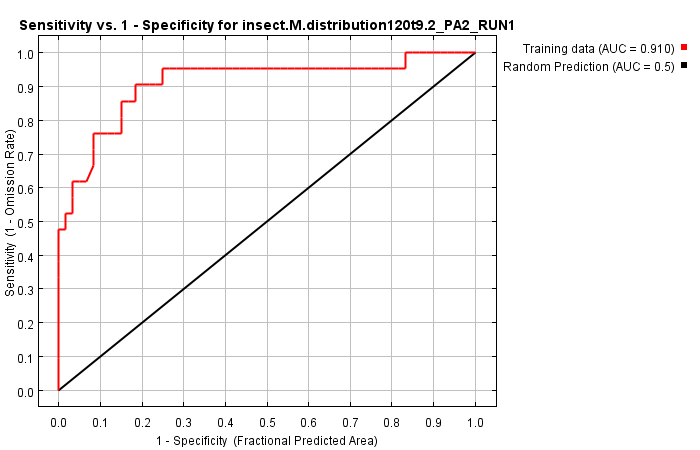 Sensitivity vs. 1 - Specificity for insect.M.distribution120t9.2_PA2_RUN1
Training data (AUC = 0.910)
Random Prediction (AUC = 0.5)
Sensitivity (1 - Omission Rate)
1.0
0.9
0.8
0.7
0.6
0.5
0.4
0.3
0.2
0.1
0.0
0.0 0.1 0.2 0.3 0.4 0.5 0.6 0.7 0.8 0.9 1.0
1 - Specificity (Fractional Predicted Area)